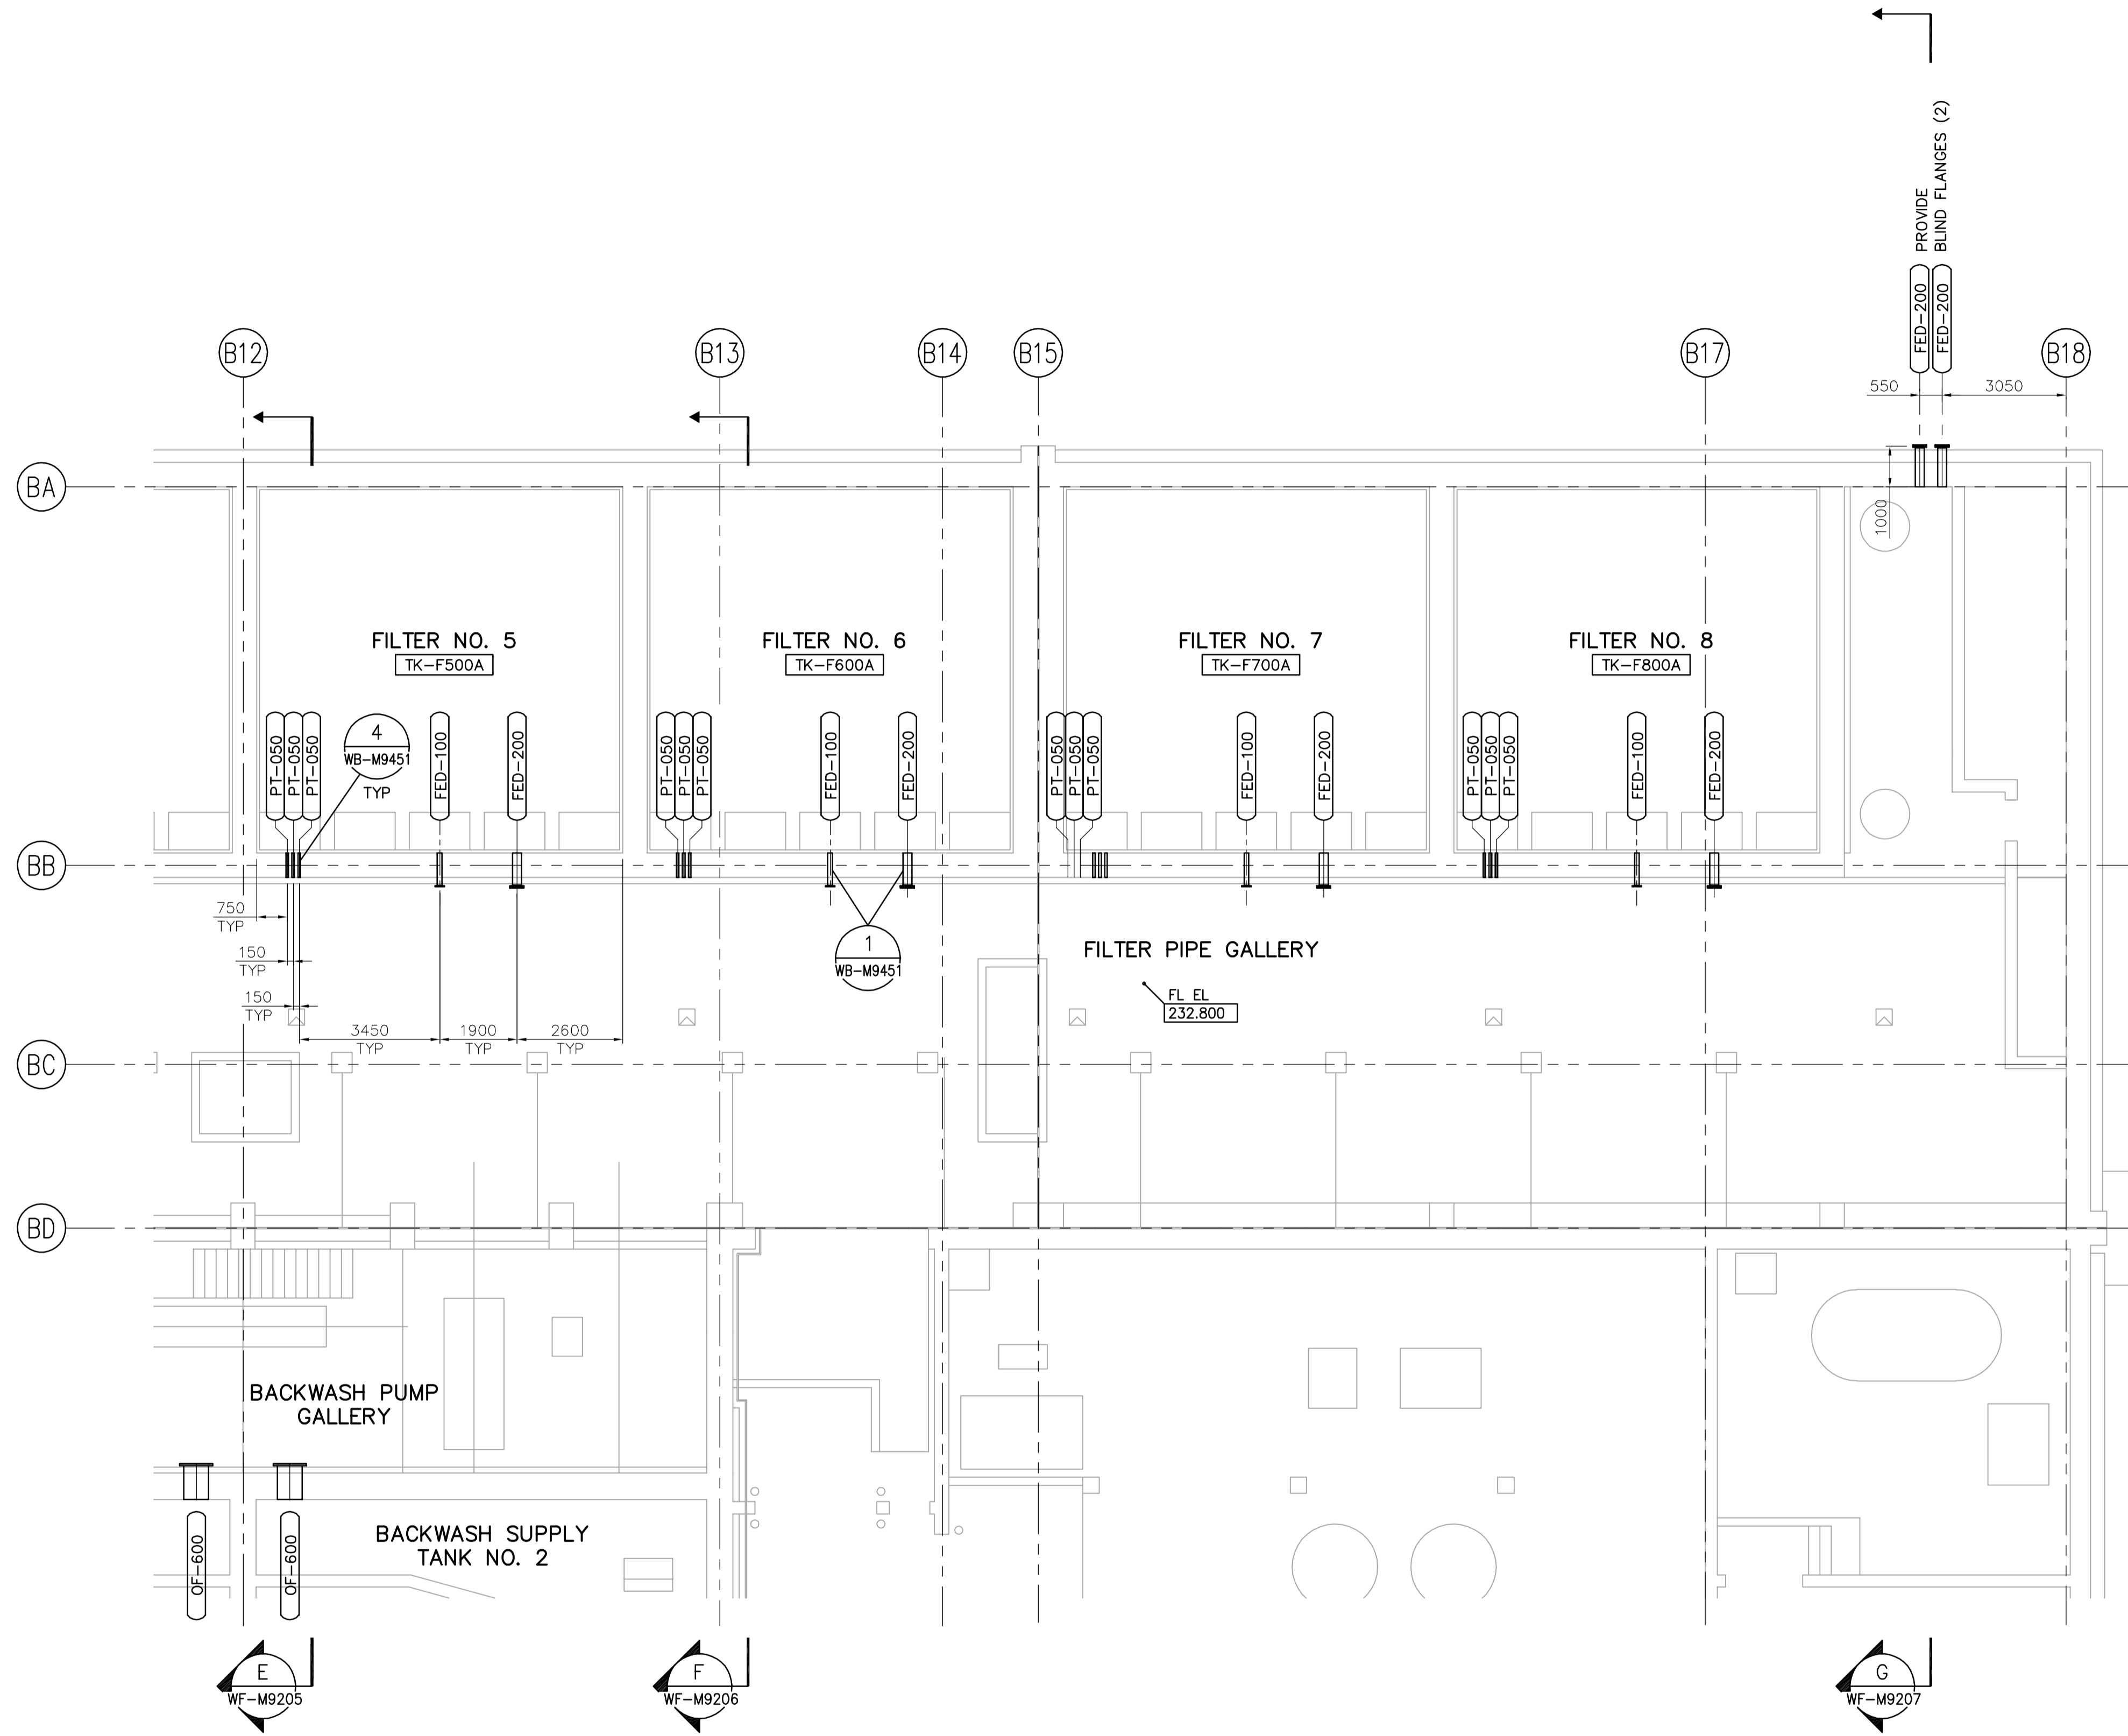 PROVIDE
BLIND FLANGES (2)
FED-200
FED-200
B12
B13
B14
B15
B17
B18
550
3050
BA
1000
FILTER NO. 5
TK-F500A
FILTER NO. 6
TK-F600A
FILTER NO. 7
TK-F700A
FILTER NO. 8
TK-F800A
PT-050
PT-050
PT-050
4
WB-M9451
TYP
FED-100
FED-200
PT-050
PT-050
PT-050
FED-100
FED-200
PT-050
PT-050
PT-050
FED-100
FED-200
PT-050
PT-050
PT-050
FED-100
FED-200
BB
750
TYP
150
TYP
150
TYP
3450
TYP
1900
TYP
2600
TYP
1
WB-M9451
FILTER PIPE GALLERY
FL EL
232.800
BC
BD
BACKWASH PUMP
GALLERY
OF-600
OF-600
BACKWASH SUPPLY
TANK NO. 2
E
WF-M9205
F
WF-M9206
G
WF-M9207